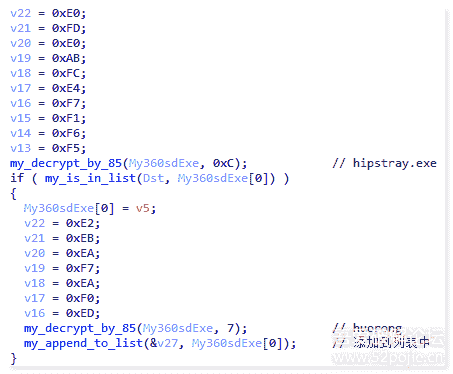 v22 = 0xE0;
v21 = 0xFD;
v20 = 0xE0;
v19 = 0xAB;
v18 = 0xFC;
v17 = 0xE4;
v16 = 0xF7;
v15 = 0xF1;
v14 = 0xF6;
v13 = 0xF5;
my_decrypt_by_85(My360sdExe, 0xC); // hipstray.exe
if ( my_is_in_list(Dst, My360sdExe[0]) )
{
My360sdExe[0] = v5;
v22 = 0xE2;
v21 = 0xEB;
v20 = 0xEA;
v19 = 0xF7;
v18 = 0xEA;
v17 = 0xF0;
v16 = 0xED;
my_decrypt_by_85(My360sdExe, 7); // huorong
my_append_to_list(&v27, My360sdExe[0]); // 添加到列表中
}
www.52pojie.cn